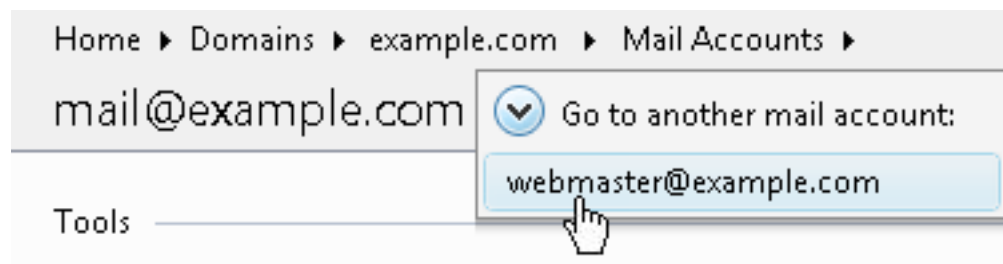 Home ▸ Domains ▸ example.com ▸ Mail Accounts ▸
mail@example.com
Go to another mail account:
webmaster@example.com
Tools